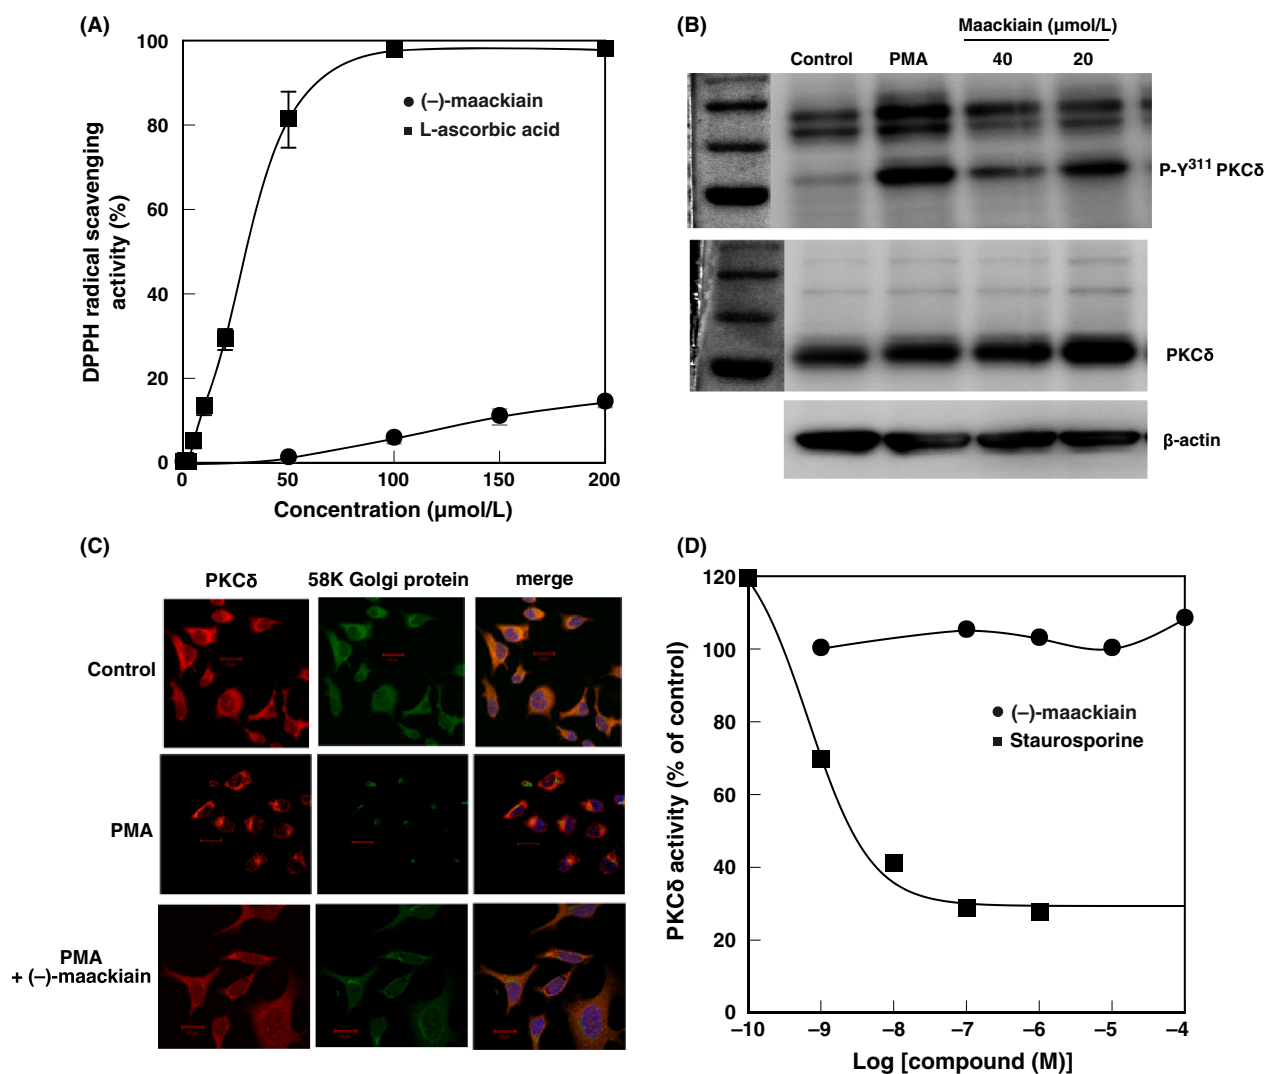 (A)
100
80
60
40
20
0
0 50 100 150 200
DPPH radical scavenging
activity (%)
Concentration (µmol/L)
(–)-maackiain
L-ascorbic acid
(B)
Maackiain (µmol/L)
Control PMA 40 20
P-Y³¹¹ PKCδ
PKCδ
β-actin
(C)
PKCδ 58K Golgi protein merge
Control
PMA
PMA
+ (–)-maackiain
(D)
120
100
80
60
40
20
0
–10 –9 –8 –7 –6 –5 –4
PKCδ activity (% of control)
Log [compound (M)]
(–)-maackiain
Staurosporine